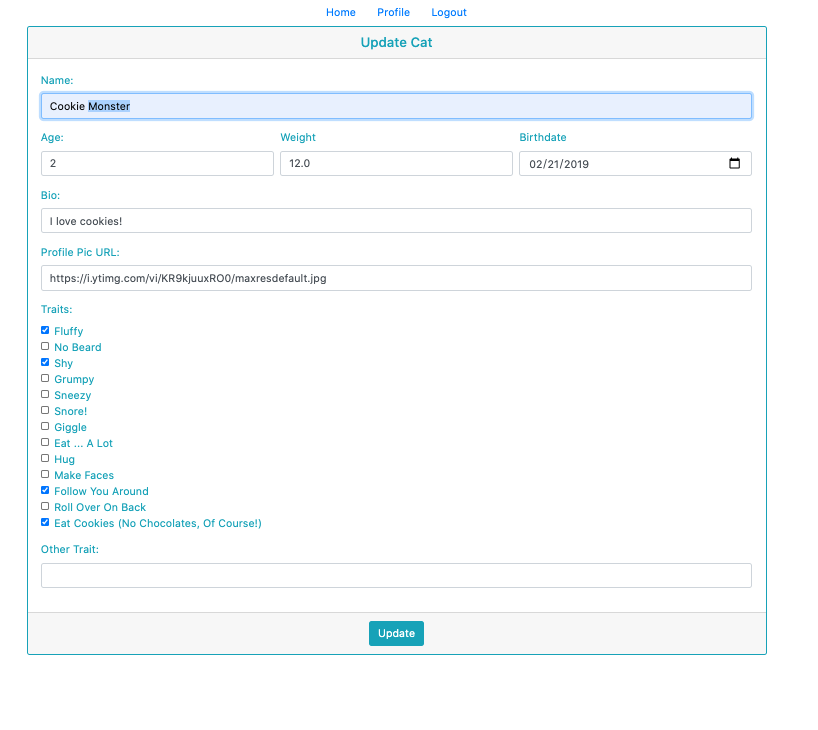 Home Profile Logout
Update Cat
Name:
Cookie Monster
Age: Weight Birthdate
2 12.0 02/21/2019
Bio:
I love cookies!
Profile Pic URL:
https://i.ytimg.com/vi/KR9kjuuxRO0/maxresdefault.jpg
Traits:
Fluffy
No Beard
Shy
Grumpy
Sneezy
Snore!
Giggle
Eat ... A Lot
Hug
Make Faces
Follow You Around
Roll Over On Back
Eat Cookies (No Chocolates, Of Course!)
Other Trait:
Update